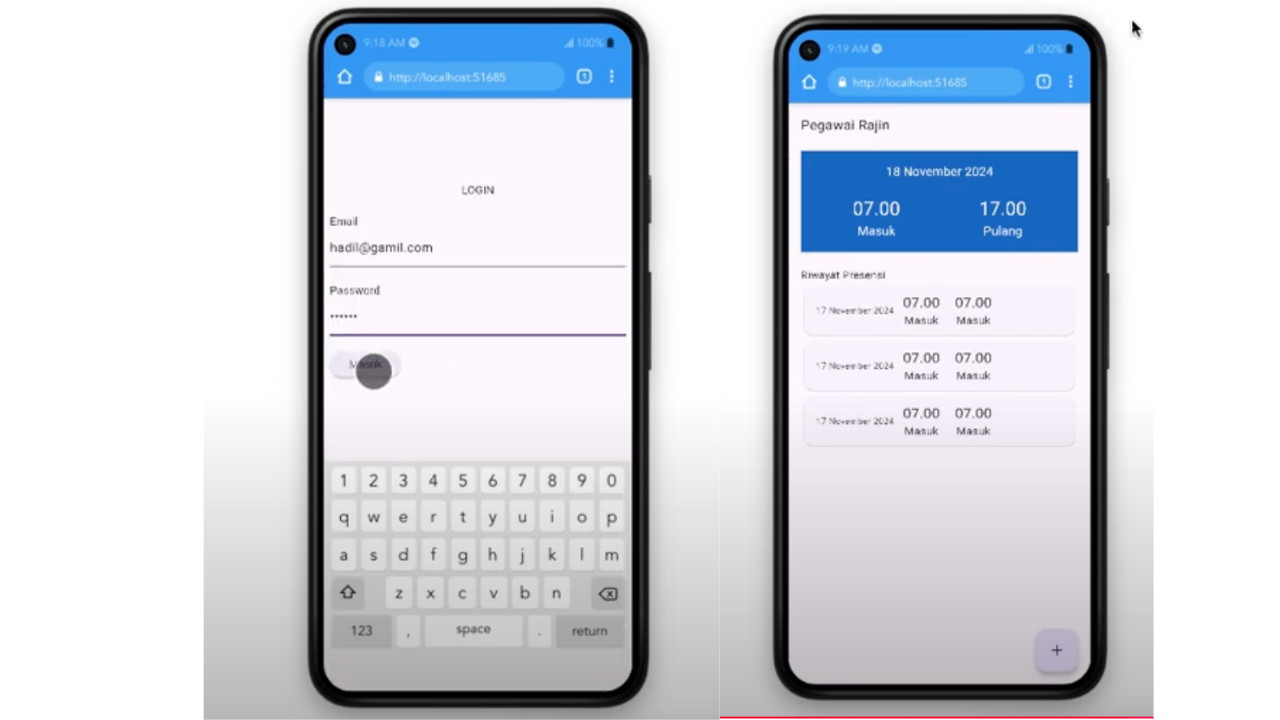 9:18 AM
100%
http://localhost:51685
1
LOGIN
Email
hadil@gamil.com
Password
••••••
Masuk
1 2 3 4 5 6 7 8 9 0
q w e r t y u i o p
a s d f g h j k l m
z x c v b n
123 , space . return
9:19 AM
100%
http://localhost:51685
1
Pegawai Rajin
18 November 2024
07.00 17.00
Masuk Pulang
Riwayat Presensi
17 November 2024 07.00 07.00
Masuk Masuk
17 November 2024 07.00 07.00
Masuk Masuk
17 November 2024 07.00 07.00
Masuk Masuk
+